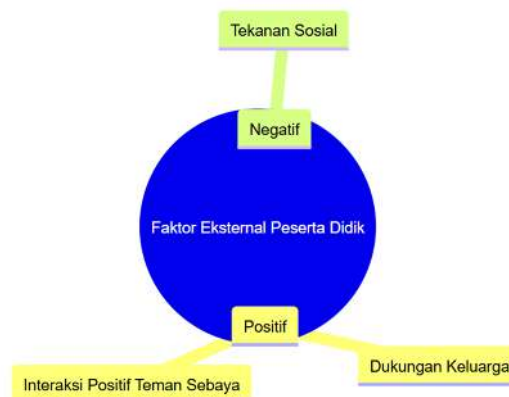 Tekanan Sosial
Negatif
Faktor Eksternal Peserta Didik
Positif
Dukungan Keluarga
Interaksi Positif Teman Sebaya